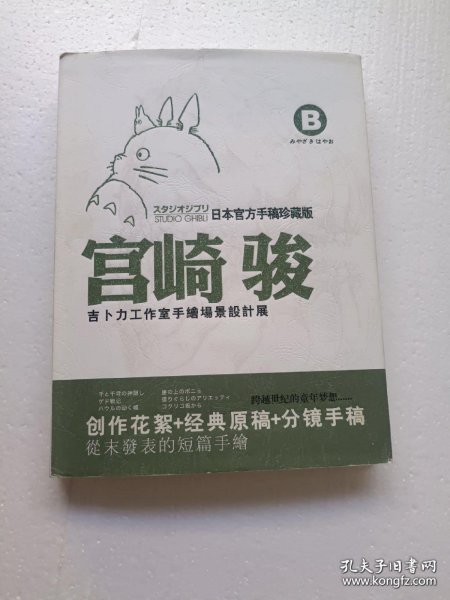 B
みやざきはやお
スタジオジブリ
STUDIO GHIBLI
日本官方手稿珍藏版
宫崎 骏
吉卜力工作室手繪場景設計展
千と千尋の神隠し
ゲド戦記
ハウルの動く城
崖の上のポニョ
借りぐらしのアリエッティ
コクリコ坂から
跨越世纪的童年梦想......
创作花絮+经典原稿+分镜手稿
從未發表的短篇手繪
孔夫子旧书网
www.kongfz.com